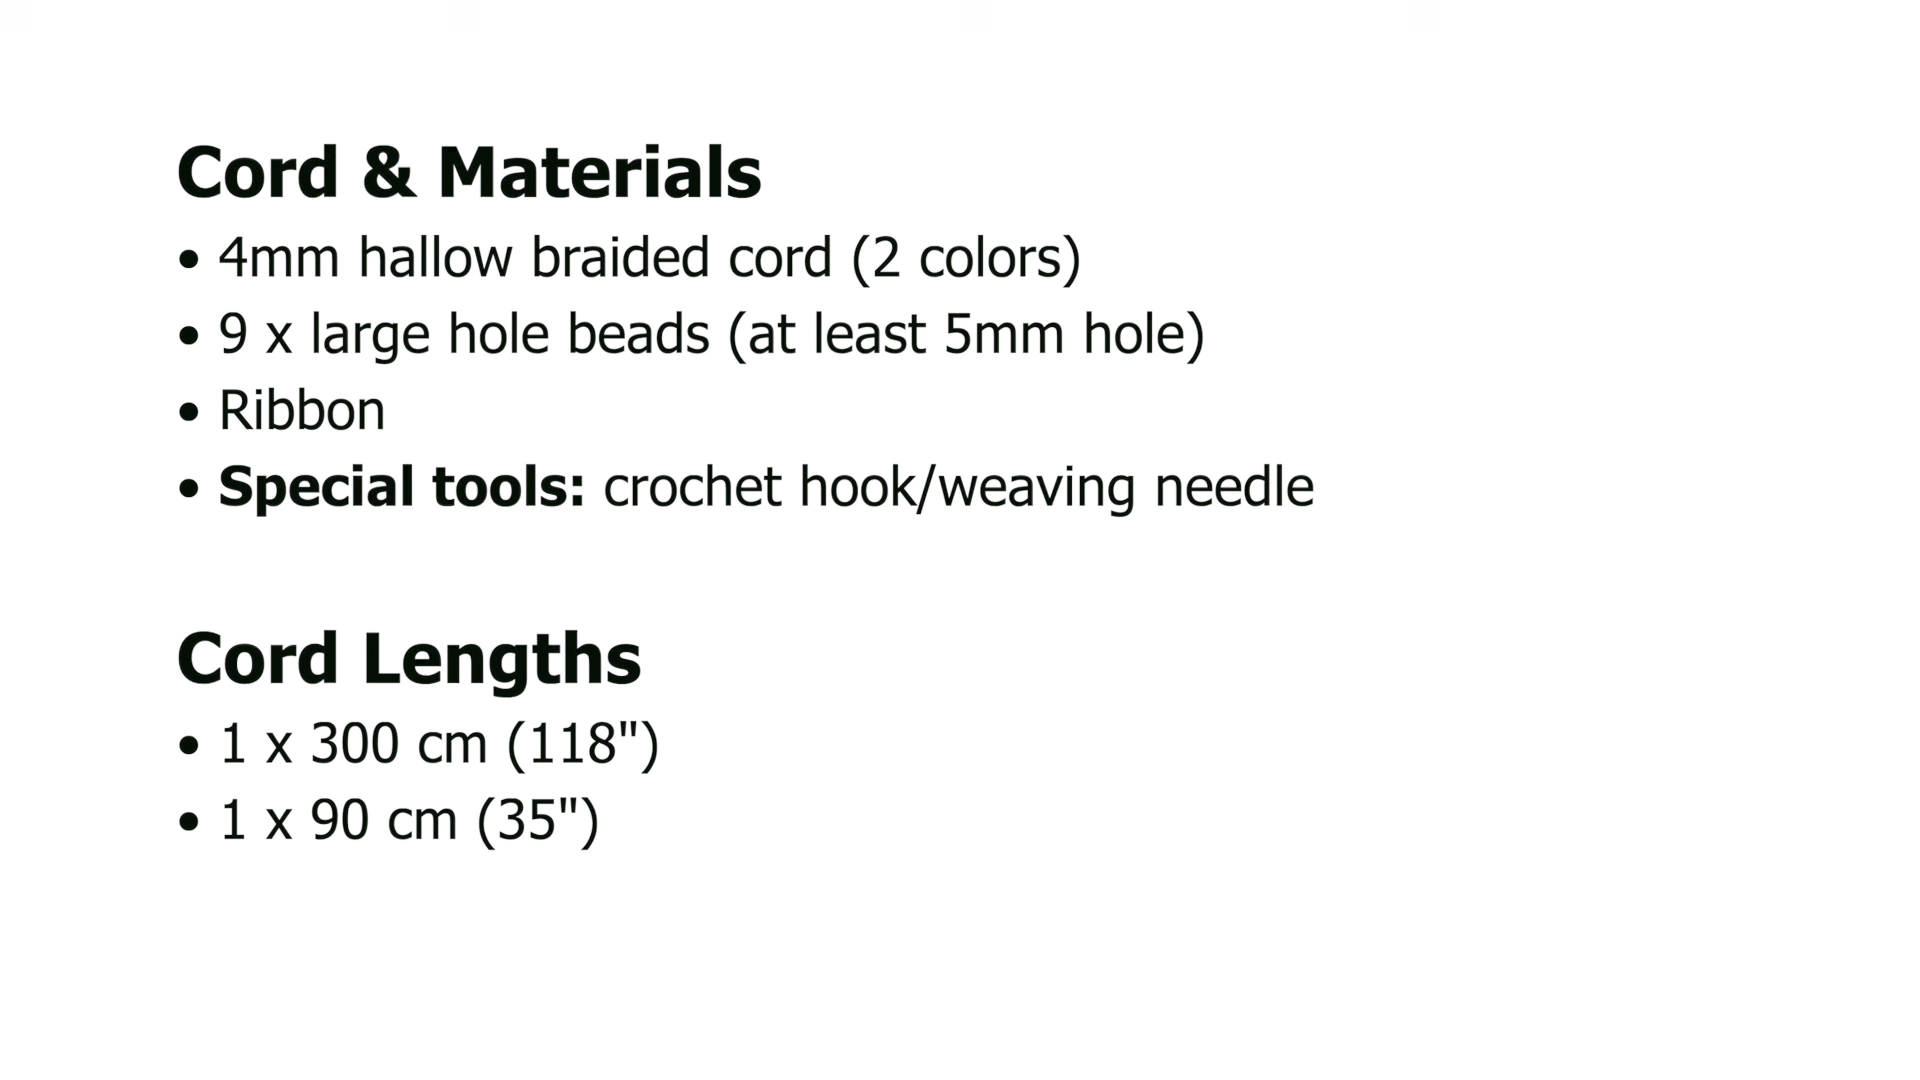 Cord & Materials
• 4mm hallow braided cord (2 colors)
• 9 x large hole beads (at least 5mm hole)
• Ribbon
• Special tools: crochet hook/weaving needle
Cord Lengths
• 1 x 300 cm (118")
• 1 x 90 cm (35")